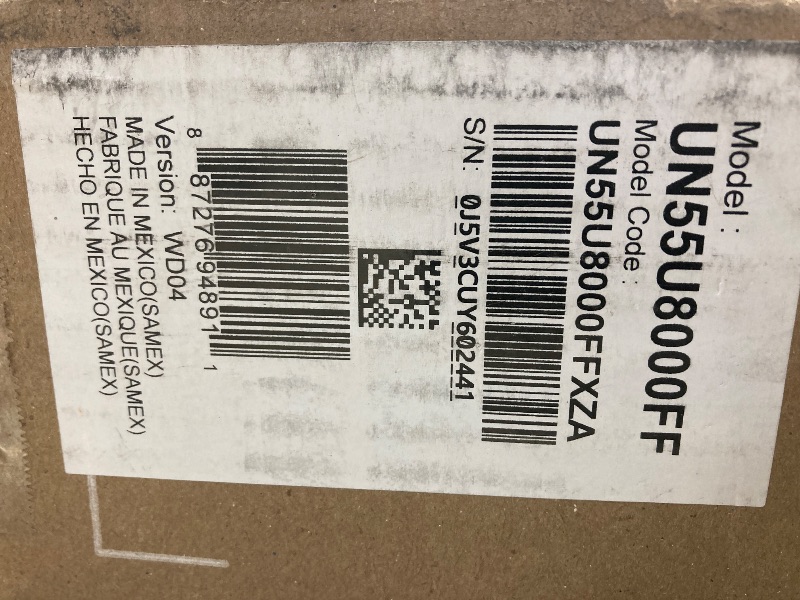 Model :
UN55U8000FF
Model Code :
UN55U8000FFXZA
S/N: 0J5V3CUY602441
8 87276 94891 1
Version: WD04
MADE IN MEXICO(SAMEX)
FABRIQUE AU MEXIQUE(SAMEX)
HECHO EN MEXICO(SAMEX)